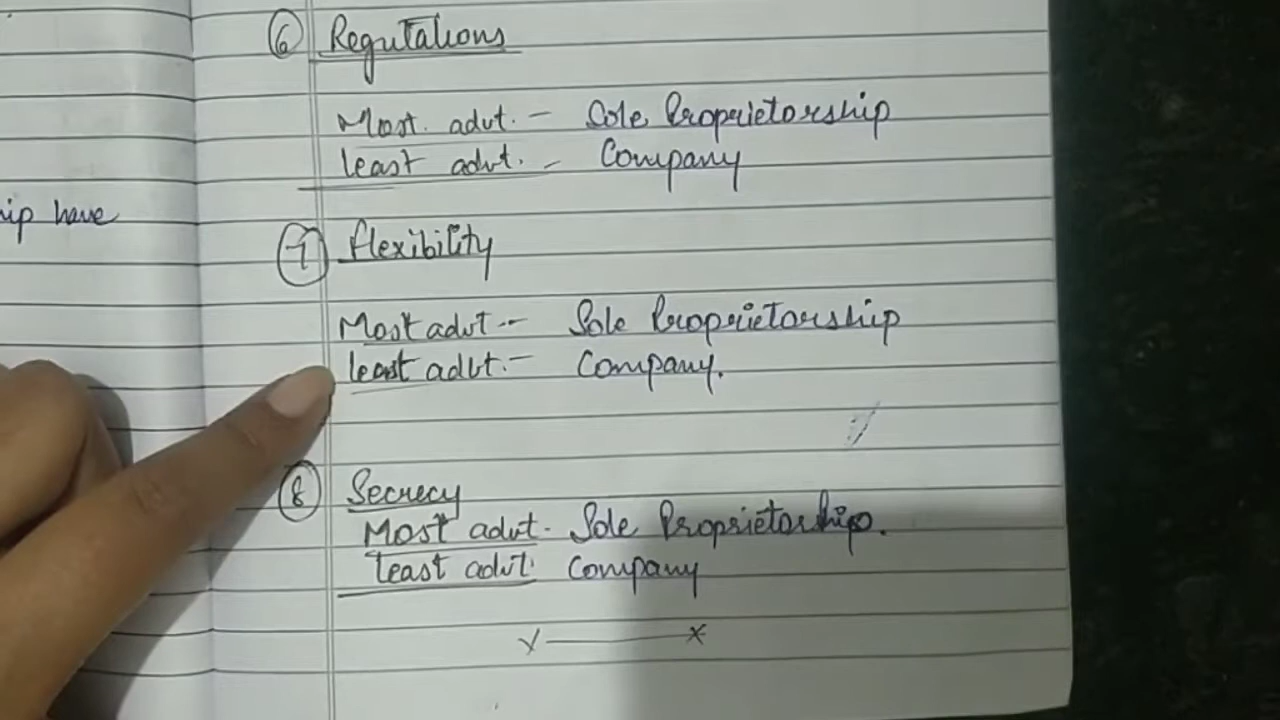 ip have
6 Regulations
Most. advt. - Sole Proprietorship
least advt. - Company
7 flexibility
Most advt - Sole Proprietorship
least advt. - Company.
8 Secrecy
Most advt. Sole Proprietorship.
least advt. Company